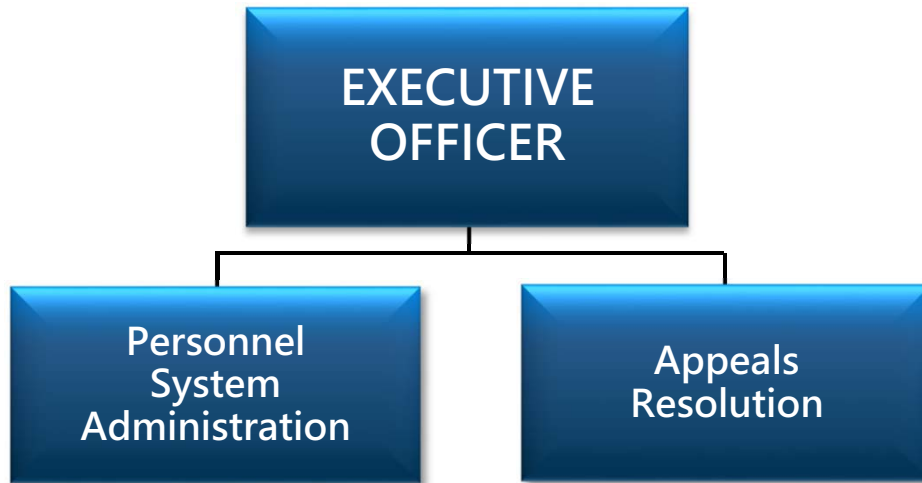 EXECUTIVE
OFFICER
Personnel
System
Administration
Appeals
Resolution